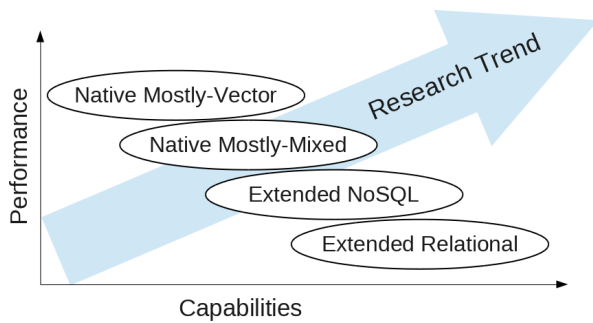 Research Trend
Native Mostly-Vector
Native Mostly-Mixed
Extended NoSQL
Extended Relational
Performance
Capabilities